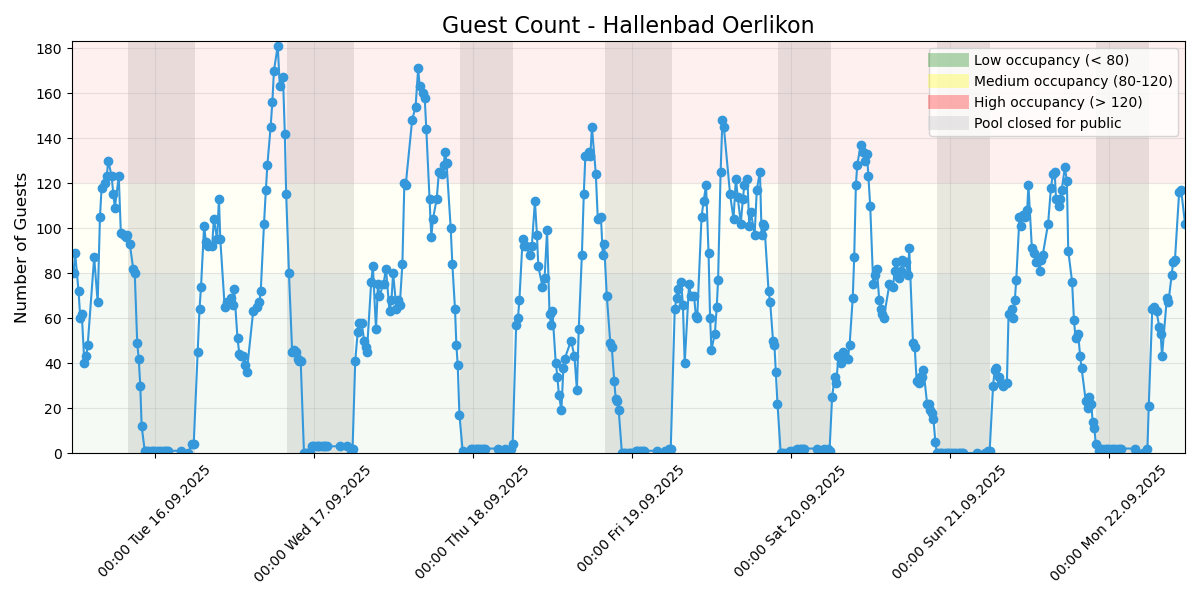 Guest Count - Hallenbad Oerlikon
Number of Guests
180
160
140
120
100
80
60
40
20
0
Low occupancy (< 80)
Medium occupancy (80-120)
High occupancy (> 120)
Pool closed for public
00:00 Tue 16.09.2025
00:00 Wed 17.09.2025
00:00 Thu 18.09.2025
00:00 Fri 19.09.2025
00:00 Sat 20.09.2025
00:00 Sun 21.09.2025
00:00 Mon 22.09.2025